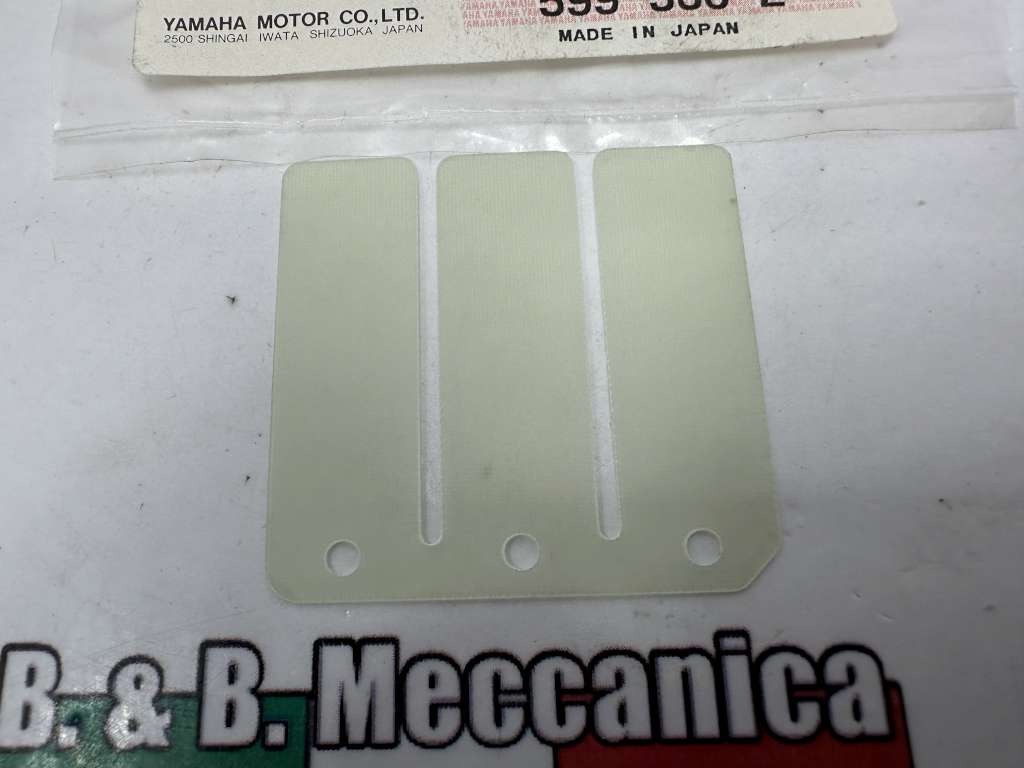 YAMAHA MOTOR CO.,LTD.
2500 SHINGAI IWATA SHIZUOKA JAPAN
MADE IN JAPAN
B. & B. Meccanica